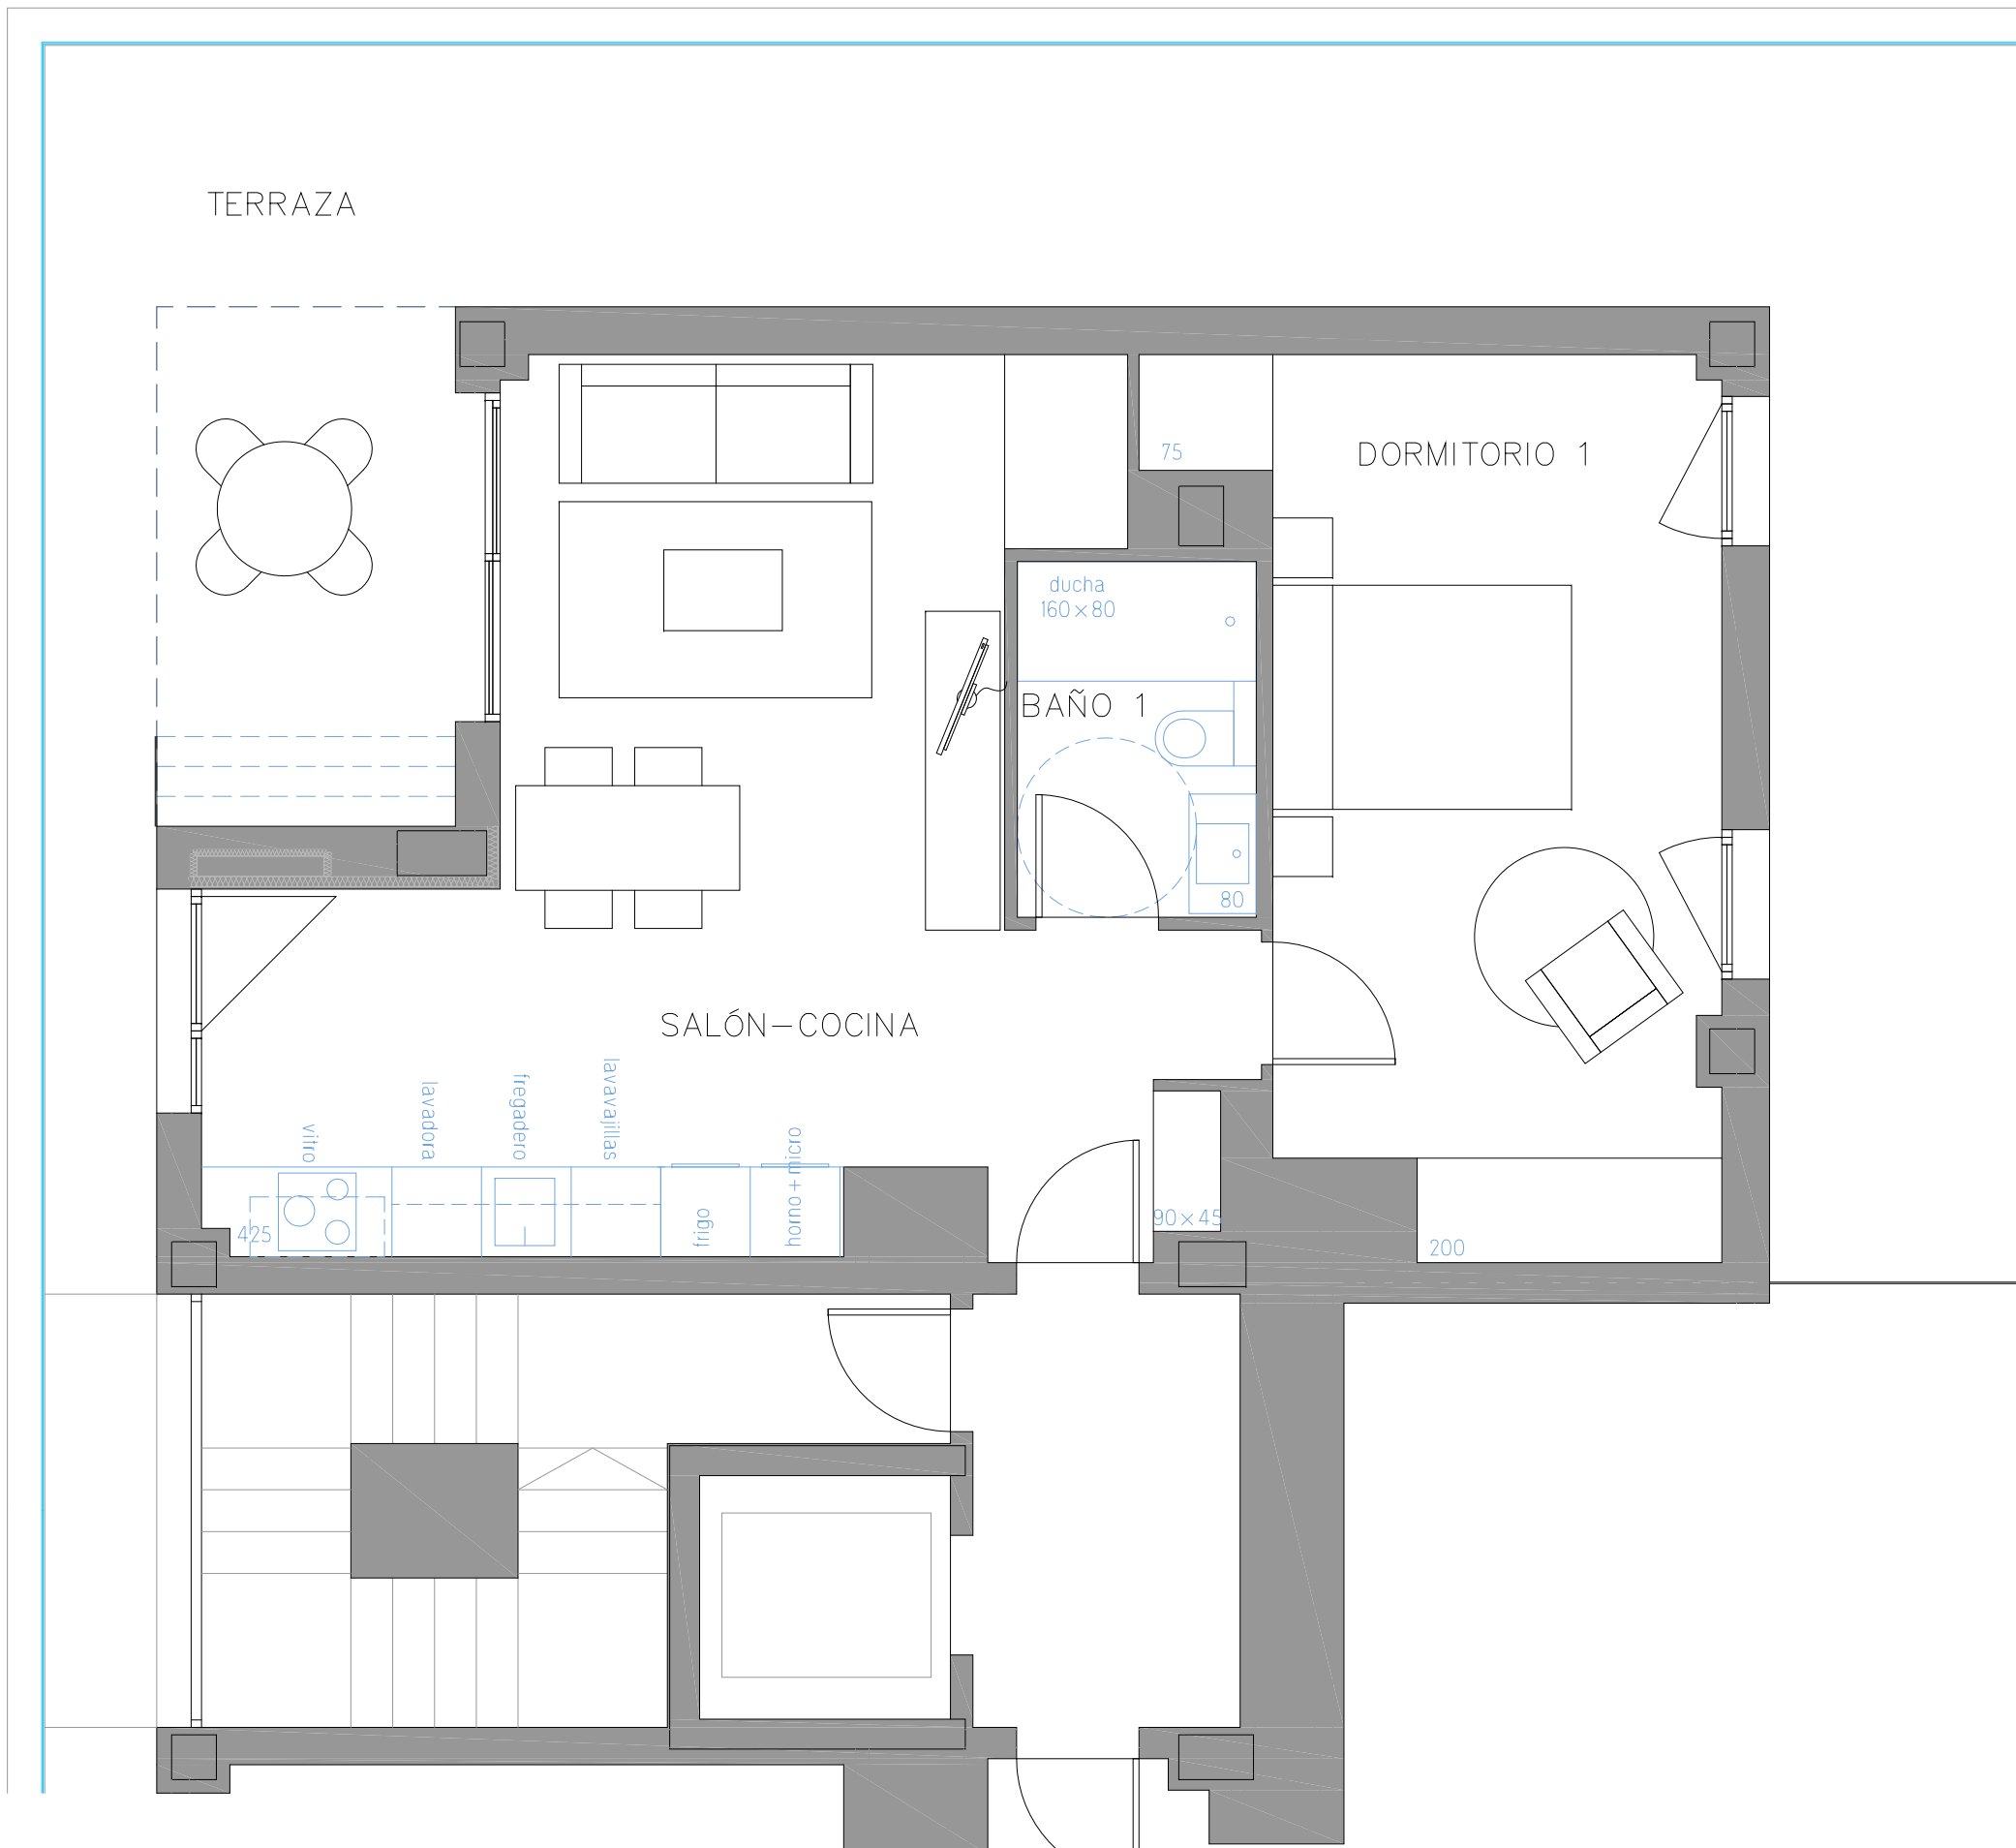 TERRAZA
75
DORMITORIO 1
ducha
160×80
BAÑO 1
80
SALÓN-COCINA
vitro
lavadora
fregadero
lavavajillas
frigo
horno+micro
425
90×45
200